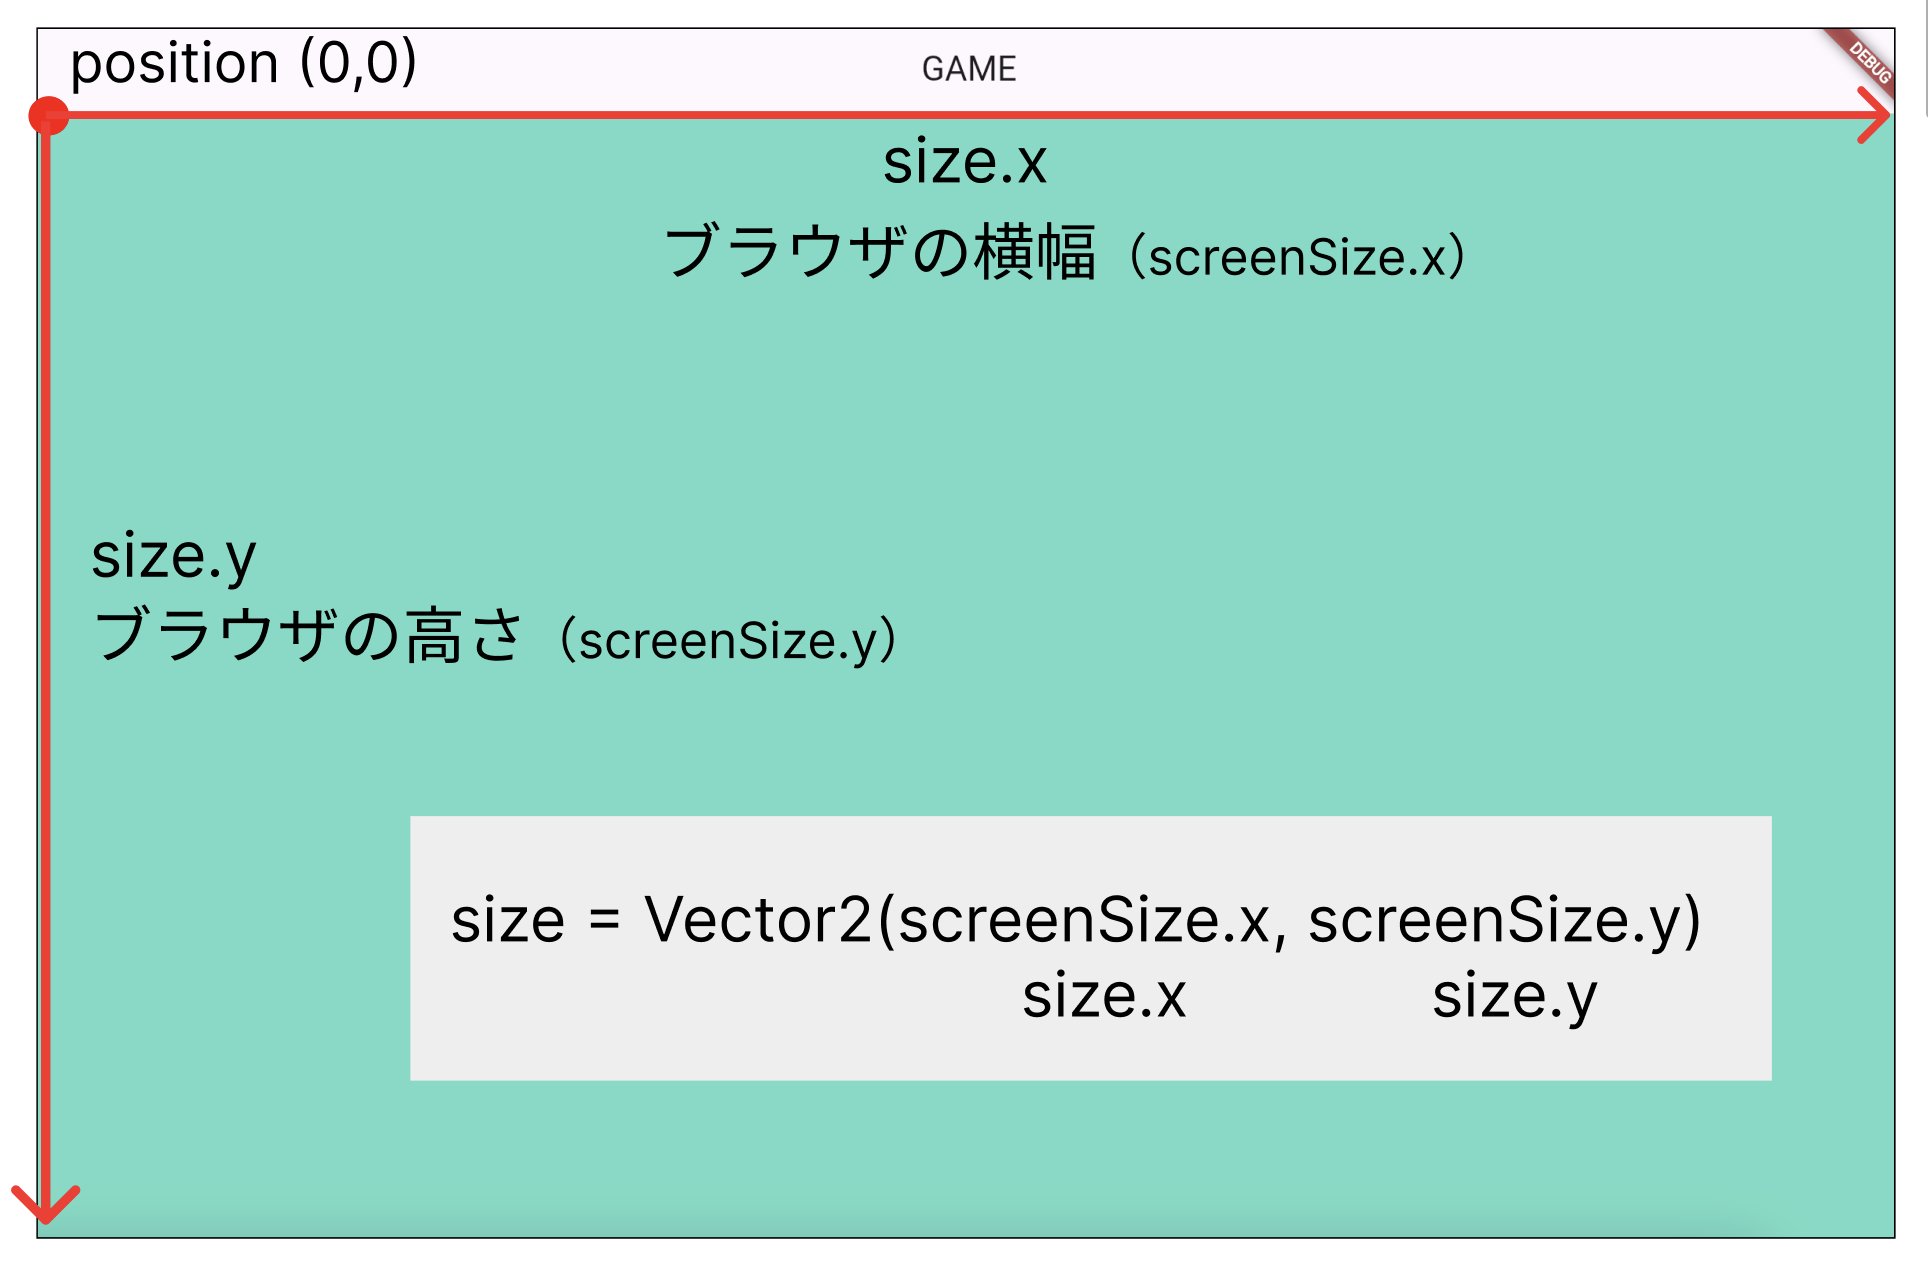 position (0,0)
GAME
DEBUG
size.x
ブラウザの横幅（screenSize.x）
size.y
ブラウザの高さ（screenSize.y）
size = Vector2(screenSize.x, screenSize.y)
size.x size.y